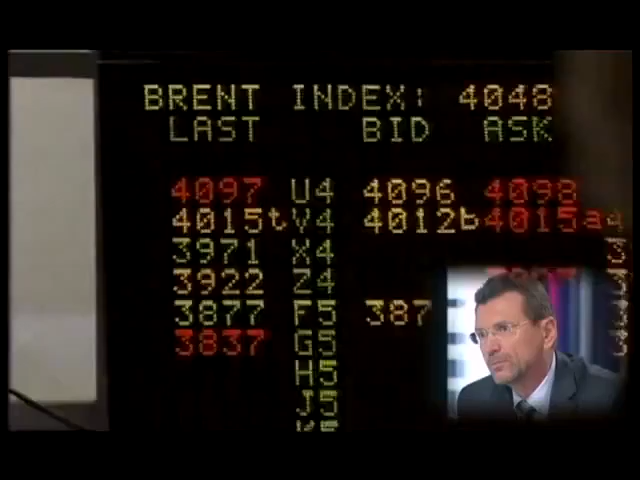 BRENT INDEX: 4048
LAST BID ASK
4097 U4 4096 4098
4015t V4 4012b 4015a4
3971 X4
3922 Z4
3877 F5 387
3837 G5
H5
J5